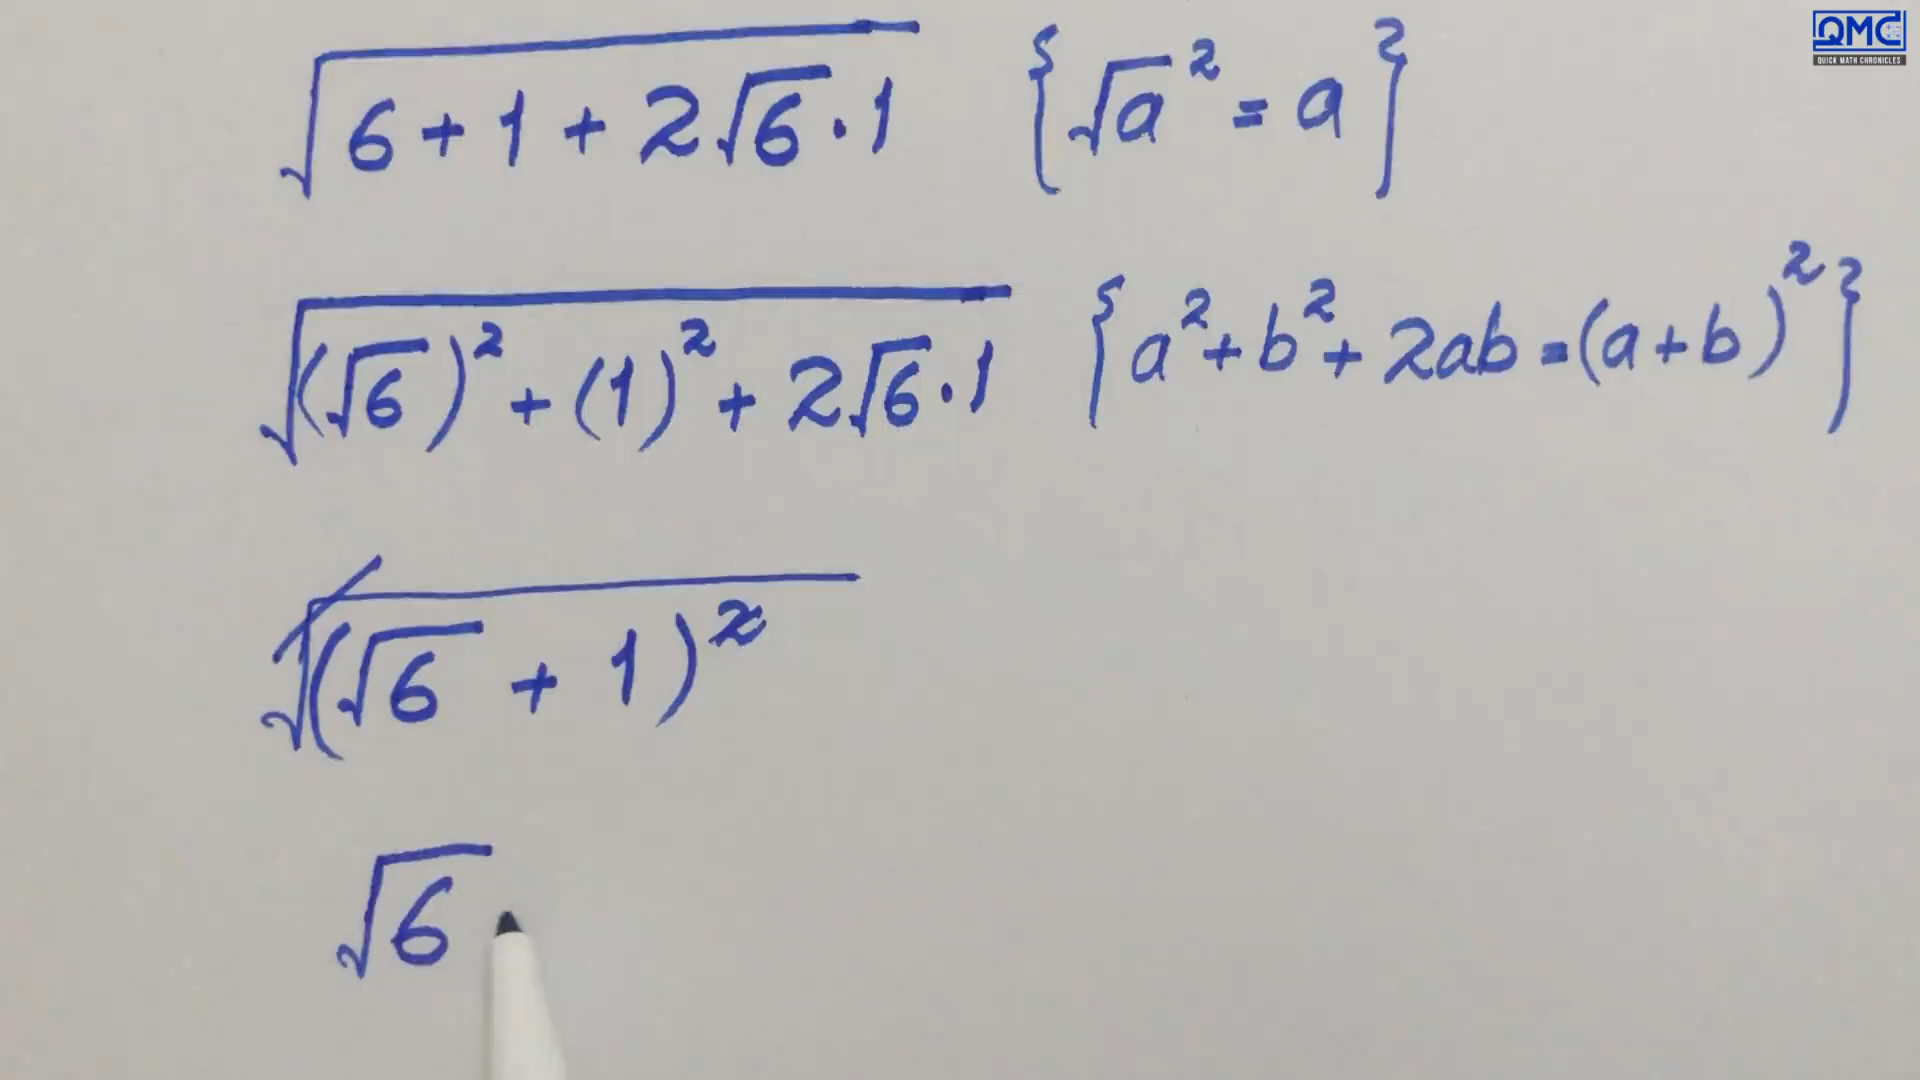 QMC
QUICK MATH CHRONICLES
√(6 + 1 + 2√6 · 1) {√a² = a}
√((√6)² + (1)² + 2√6 · 1) {a² + b² + 2ab = (a + b)²}
√((√6 + 1)²)
√6